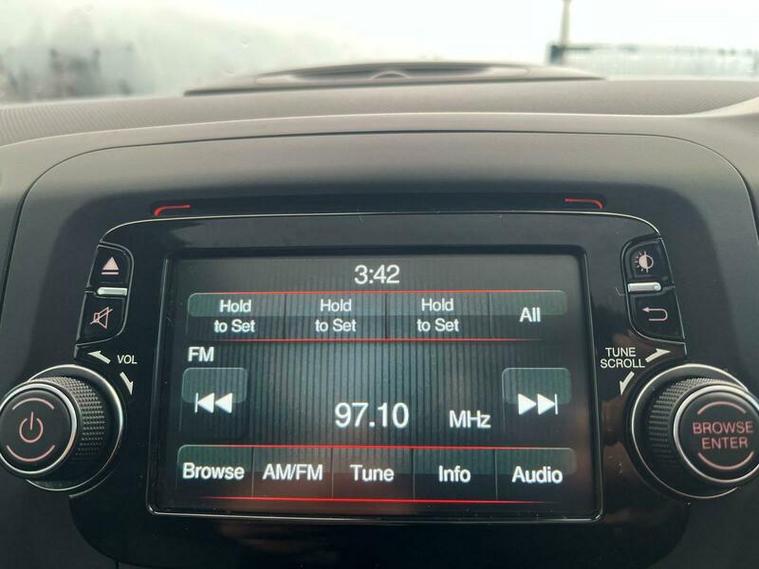 3:42
Hold to Set
Hold to Set
Hold to Set
All
FM
VOL
TUNE
SCROLL
97.10 MHz
BROWSE
ENTER
Browse AM/FM Tune Info Audio